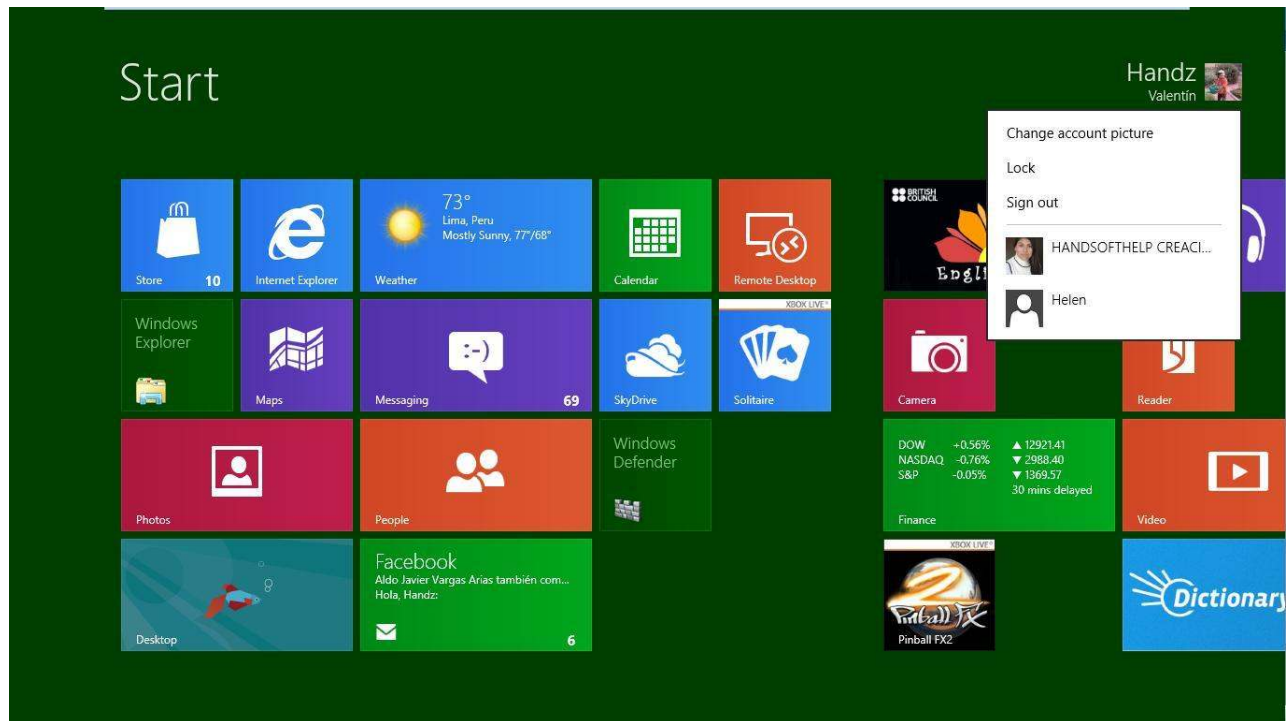 Start
Handz
Valentín
Change account picture
Lock
Sign out
HANDSOFTHELP CREACI...
Helen
Store 10
Internet Explorer
73°
Lima, Peru
Mostly Sunny, 77°/68°
Weather
Calendar
Remote Desktop
BRITISH
COUNCIL
Engli
Windows
Explorer
Maps
:-)
Messaging 69
SkyDrive
XBOX LIVE
Solitaire
Camera
Reader
Photos
People
Windows
Defender
DOW +0.56% ▲ 12921.41
NASDAQ -0.76% ▼ 2988.40
S&P -0.05% ▼ 1369.57
30 mins delayed
Finance
Video
Desktop
Facebook
Aldo Javier Vargas Arias también com...
Hola, Handz:
6
XBOX LIVE
2
Pinball FX
Pinball FX2
Dictionary